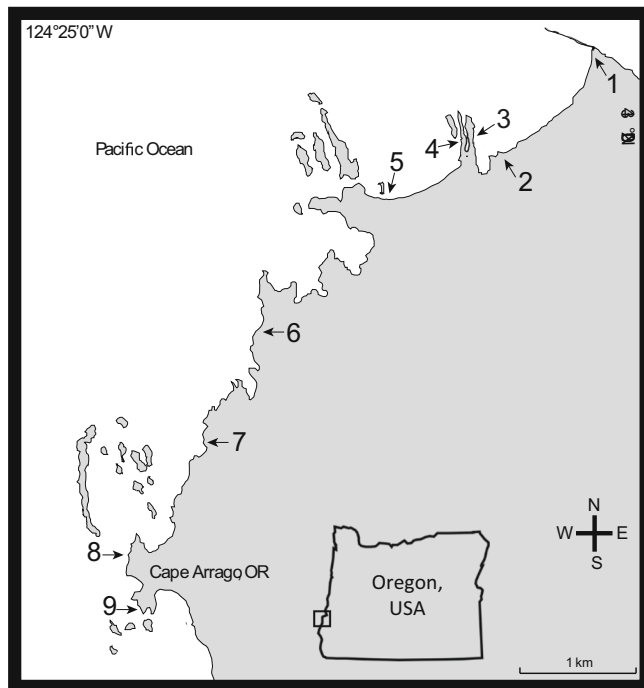 124°25'0" W
1
3
4
Pacific Ocean
5
2
6
7
N
W E
S
8
Cape Arrago, OR
Oregon,
USA
9
1 km